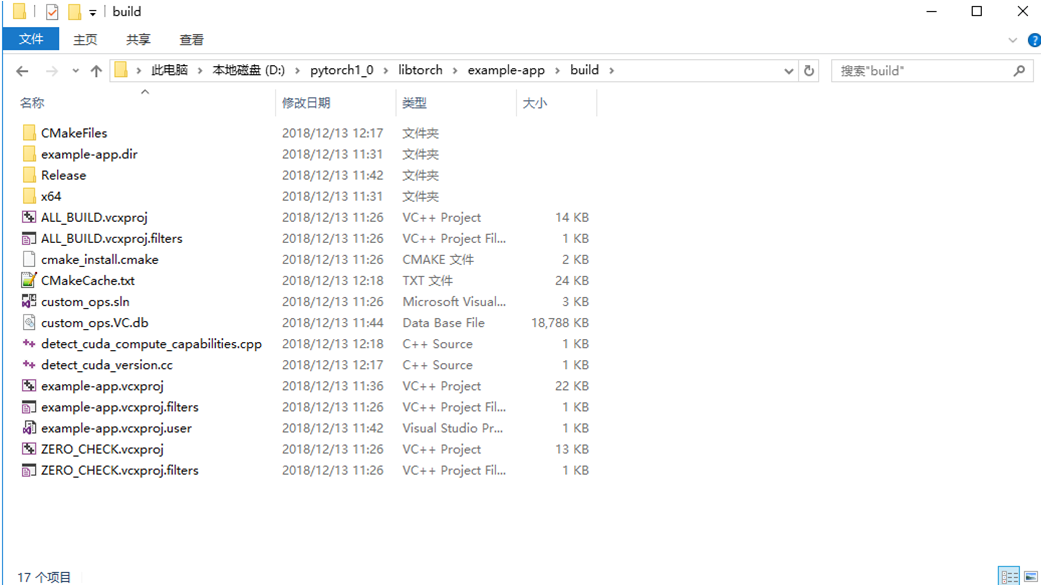 build
文件 主页 共享 查看
此电脑 本地磁盘 (D:) pytorch1_0 libtorch example-app build 搜索"build"
名称 修改日期 类型 大小
CMakeFiles 2018/12/13 12:17 文件夹
example-app.dir 2018/12/13 11:31 文件夹
Release 2018/12/13 11:42 文件夹
x64 2018/12/13 11:31 文件夹
ALL_BUILD.vcxproj 2018/12/13 11:26 VC++ Project 14 KB
ALL_BUILD.vcxproj.filters 2018/12/13 11:26 VC++ Project Fil... 1 KB
cmake_install.cmake 2018/12/13 11:26 CMAKE 文件 2 KB
CMakeCache.txt 2018/12/13 12:18 TXT 文件 24 KB
custom_ops.sln 2018/12/13 11:26 Microsoft Visual... 3 KB
custom_ops.VC.db 2018/12/13 11:44 Data Base File 18,788 KB
detect_cuda_compute_capabilities.cpp 2018/12/13 12:18 C++ Source 1 KB
detect_cuda_version.cc 2018/12/13 12:17 C++ Source 1 KB
example-app.vcxproj 2018/12/13 11:36 VC++ Project 22 KB
example-app.vcxproj.filters 2018/12/13 11:26 VC++ Project Fil... 1 KB
example-app.vcxproj.user 2018/12/13 11:42 Visual Studio Pr... 1 KB
ZERO_CHECK.vcxproj 2018/12/13 11:26 VC++ Project 13 KB
ZERO_CHECK.vcxproj.filters 2018/12/13 11:26 VC++ Project Fil... 1 KB
17 个项目